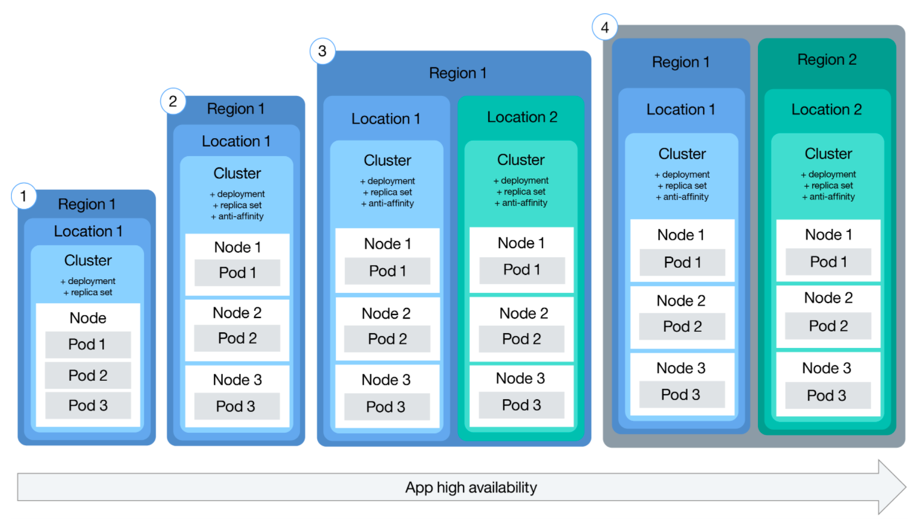 1
Region 1
Location 1
Cluster
+ deployment
+ replica set
Node
Pod 1
Pod 2
Pod 3
2
Region 1
Location 1
Cluster
+ deployment
+ replica set
+ anti-affinity
Node 1
Pod 1
Node 2
Pod 2
Node 3
Pod 3
3
Region 1
Location 1
Cluster
+ deployment
+ replica set
+ anti-affinity
Node 1
Pod 1
Node 2
Pod 2
Node 3
Pod 3
Location 2
Cluster
+ deployment
+ replica set
+ anti-affinity
Node 1
Pod 1
Node 2
Pod 2
Node 3
Pod 3
4
Region 1
Location 1
Cluster
+ deployment
+ replica set
+ anti-affinity
Node 1
Pod 1
Node 2
Pod 2
Node 3
Pod 3
Region 2
Location 2
Cluster
+ deployment
+ replica set
+ anti-affinity
Node 1
Pod 1
Node 2
Pod 2
Node 3
Pod 3
App high availability